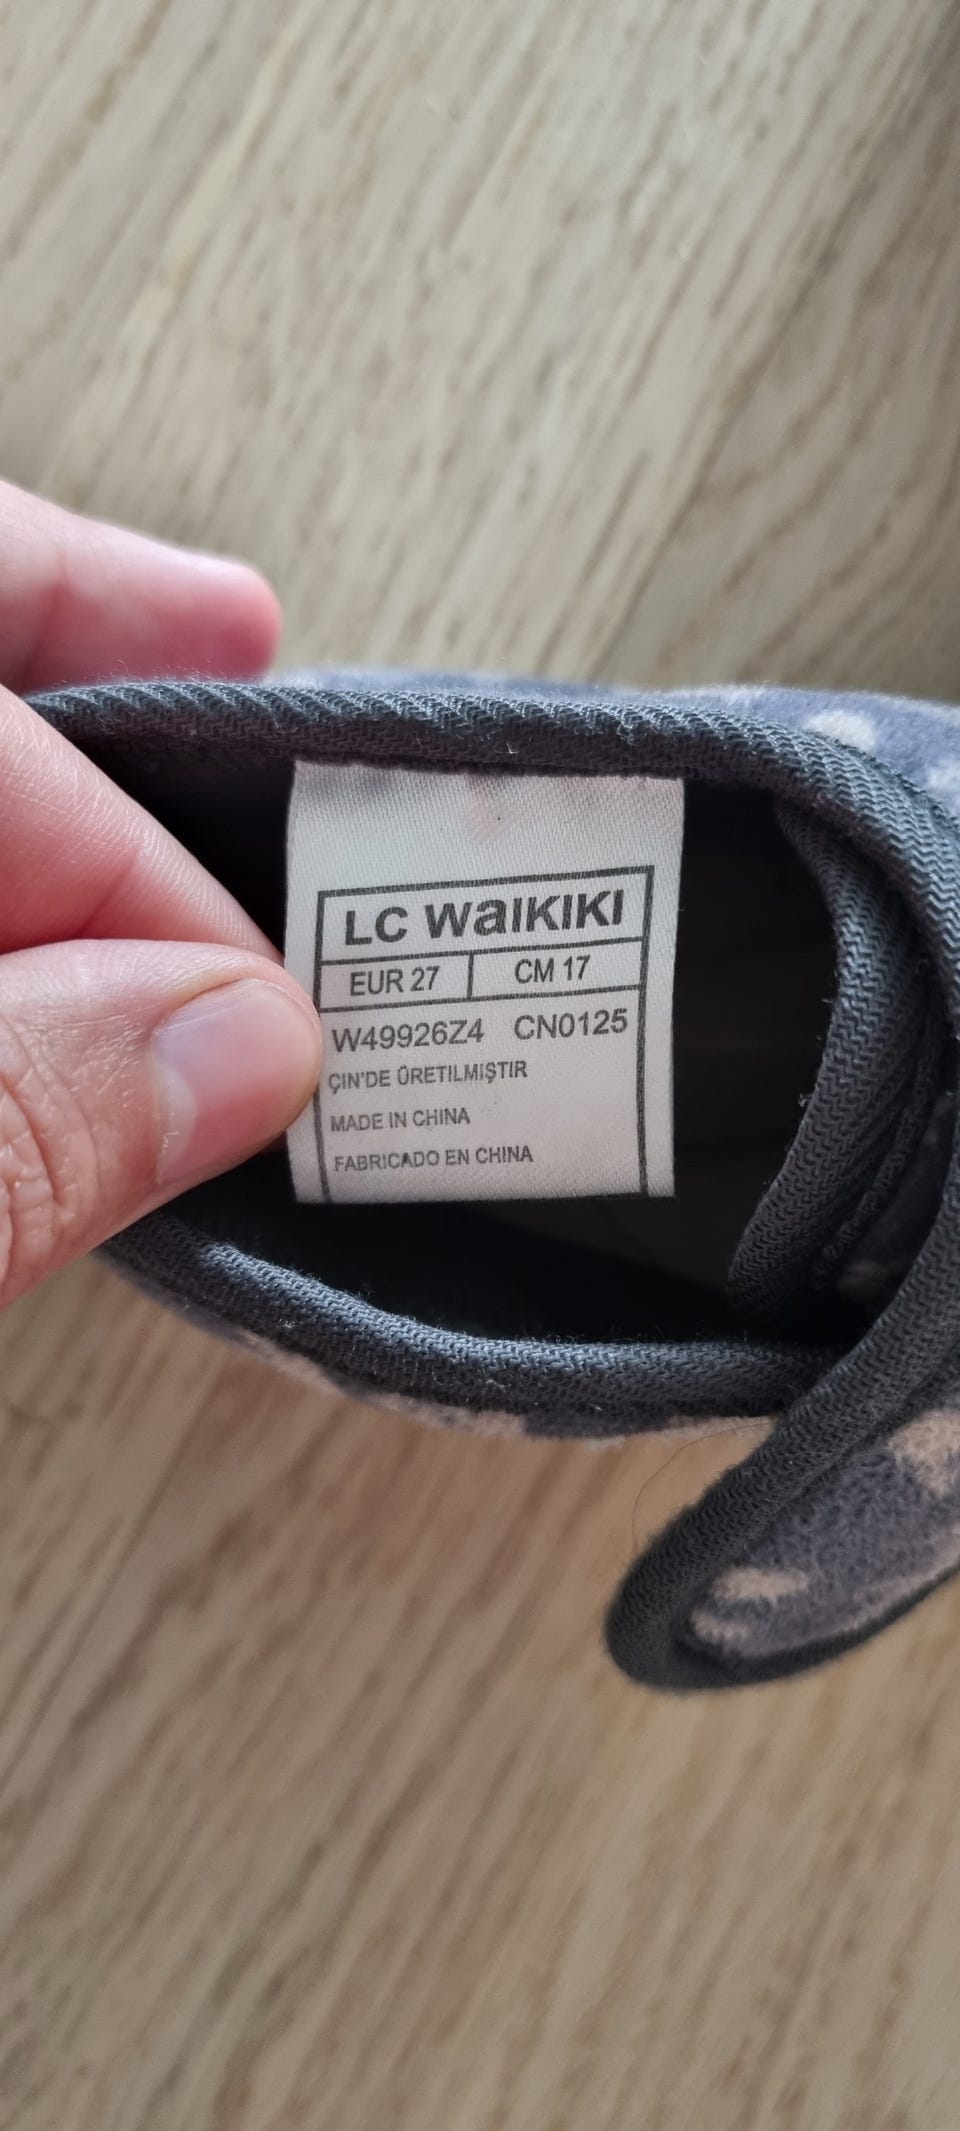 LC WaIKIKI
EUR 27 CM 17
W49926Z4 CN0125
ÇIN'DE ÜRETILMIŞTIR
MADE IN CHINA
FABRICADO EN CHINA